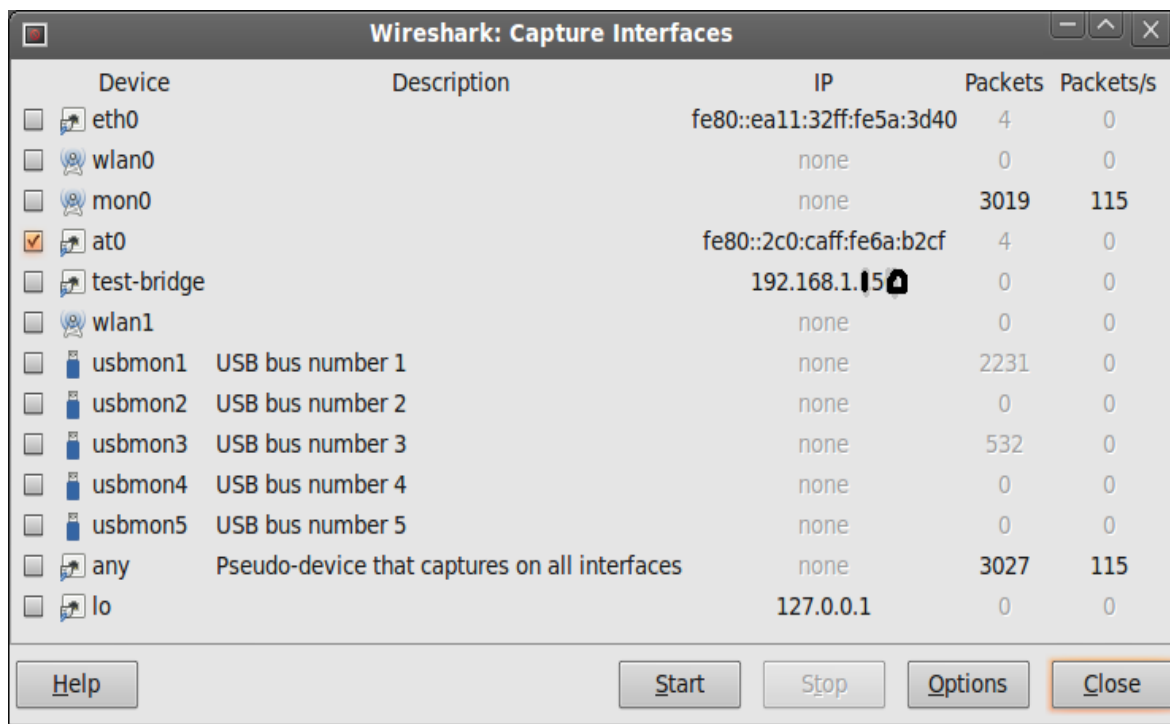 Wireshark: Capture Interfaces
Device Description IP Packets Packets/s
eth0 fe80::ea11:32ff:fe5a:3d40 4 0
wlan0 none 0 0
mon0 none 3019 115
at0 fe80::2c0:caff:fe6a:b2cf 4 0
test-bridge 0 0
wlan1 none 0 0
usbmon1 USB bus number 1 none 2231 0
usbmon2 USB bus number 2 none 0 0
usbmon3 USB bus number 3 none 532 0
usbmon4 USB bus number 4 none 0 0
usbmon5 USB bus number 5 none 0 0
any Pseudo-device that captures on all interfaces none 3027 115
lo 127.0.0.1 0 0
Help Start Stop Options Close